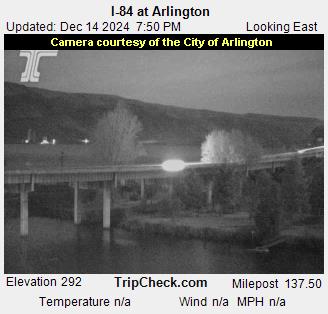 I-84 at Arlington
Updated: Dec 14 2024 7:50 PM Looking East
Camera courtesy of the City of Arlington
Elevation 292 TripCheck.com Milepost 137.50
Temperature n/a Wind n/a MPH n/a